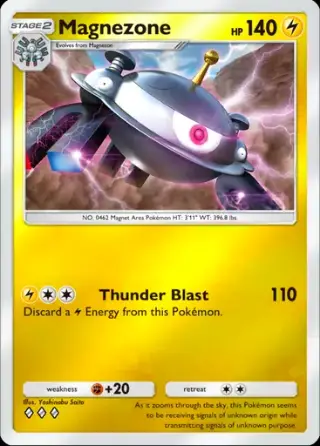 STAGE 2
Magnezone
HP 140
Evolves from Magneton
NO. 0462 Magnet Area Pokémon HT: 3'11" WT: 396.8 lbs.
Thunder Blast 110
Discard a Energy from this Pokémon.
weakness +20 retreat
Illus. Yoshinobu Saito
As it zooms through the sky, this Pokémon seems
to be receiving signals of unknown origin while
transmitting signals of unknown purpose.